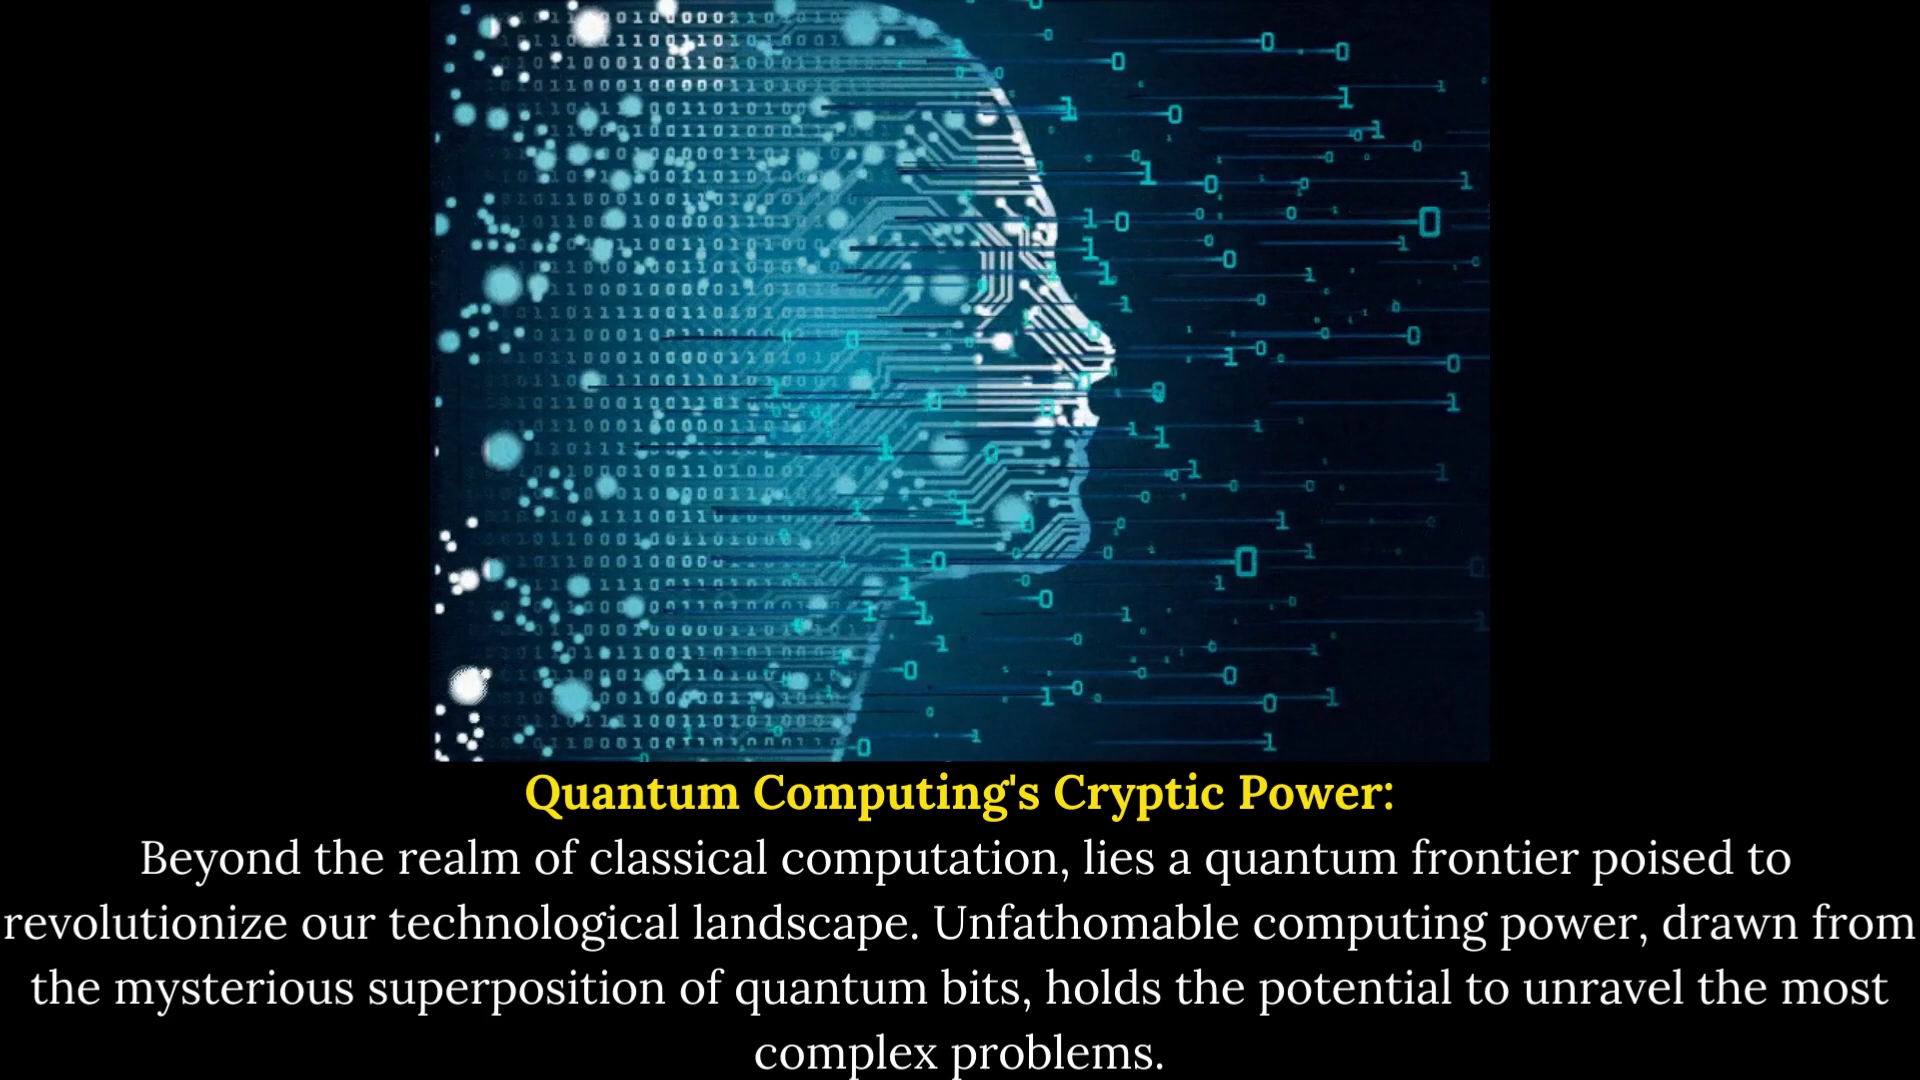 Quantum Computing's Cryptic Power:
Beyond the realm of classical computation, lies a quantum frontier poised to
revolutionize our technological landscape. Unfathomable computing power, drawn from
the mysterious superposition of quantum bits, holds the potential to unravel the most
complex problems.